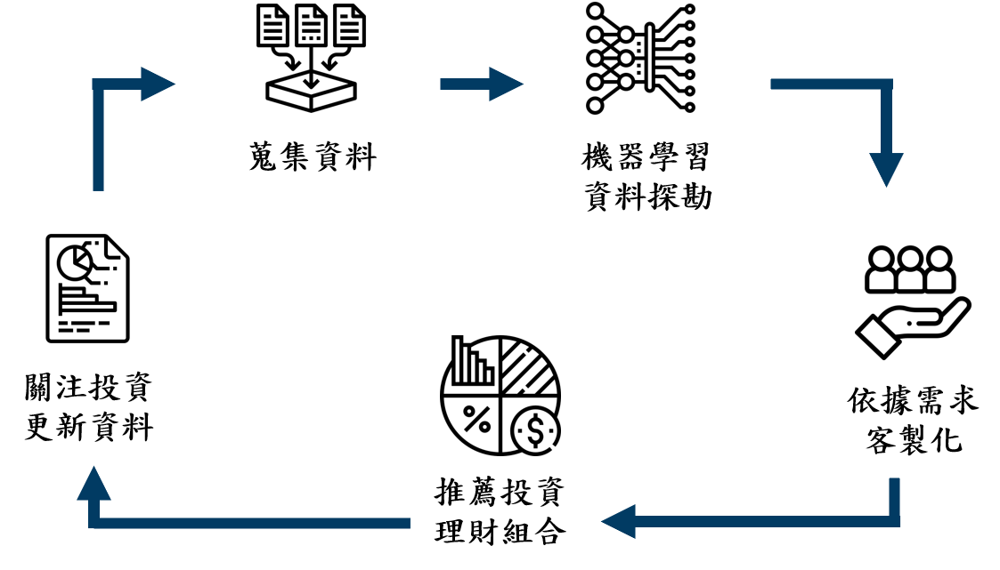 蒐集資料
機器學習
資料探勘
依據需求
客製化
推薦投資
理財組合
關注投資
更新資料